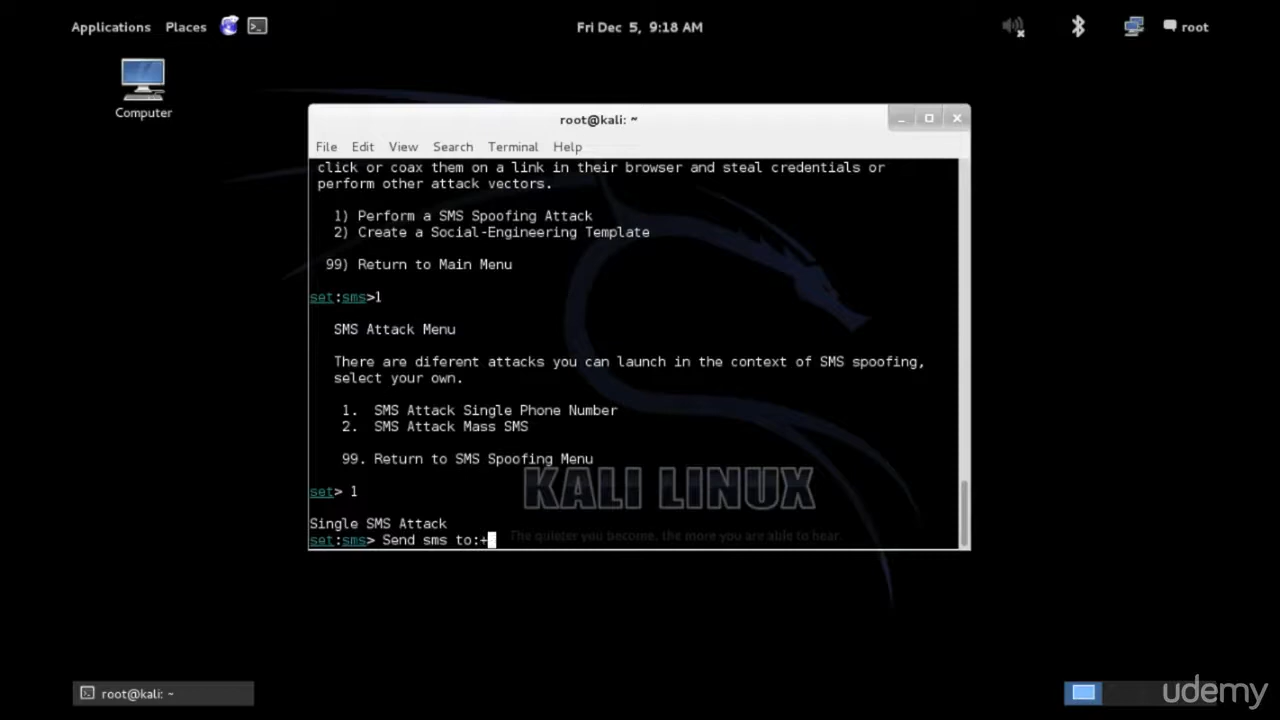 Applications Places Fri Dec 5, 9:18 AM root
Computer
root@kali: ~
File Edit View Search Terminal Help
click or coax them on a link in their browser and steal credentials or
perform other attack vectors.
1) Perform a SMS Spoofing Attack
2) Create a Social-Engineering Template
99) Return to Main Menu
set:sms>1
SMS Attack Menu
There are diferent attacks you can launch in the context of SMS spoofing,
select your own.
1. SMS Attack Single Phone Number
2. SMS Attack Mass SMS
99. Return to SMS Spoofing Menu
KALI LINUX
set> 1
Single SMS Attack
The quieter you become, the more you are able to hear.
set:sms> Send sms to:+
root@kali: ~
udemy